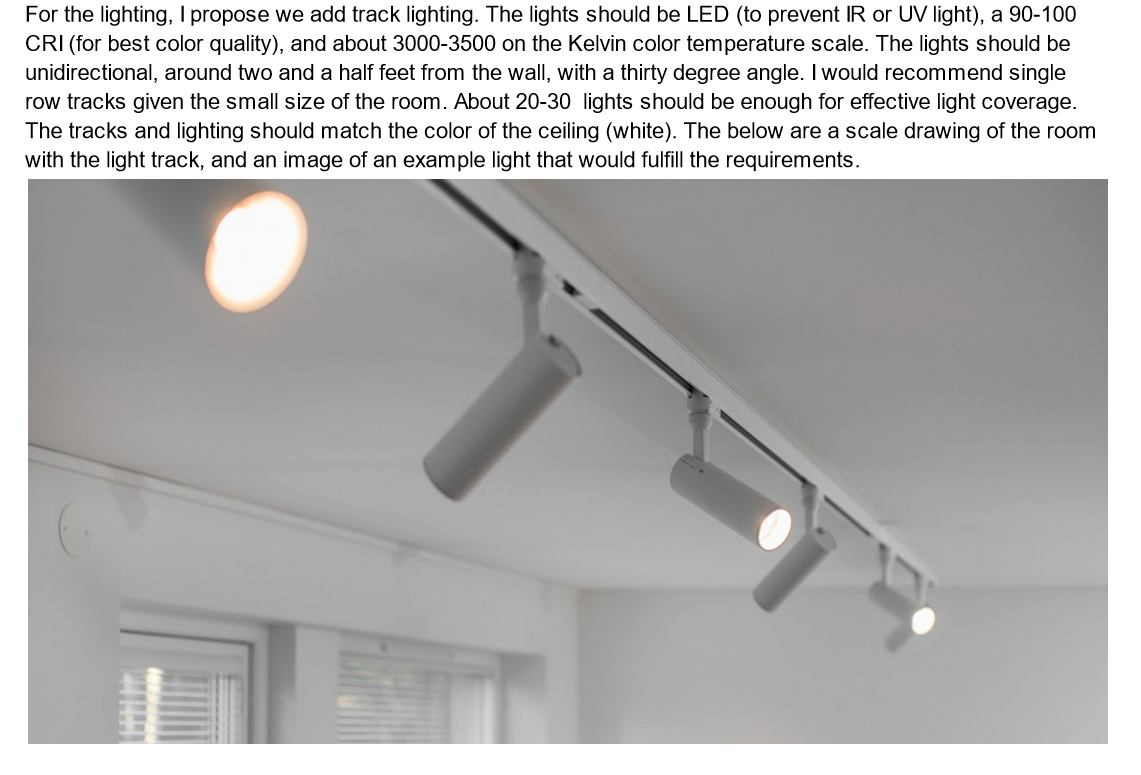 For the lighting, I propose we add track lighting. The lights should be LED (to prevent IR or UV light), a 90-100
CRI (for best color quality), and about 3000-3500 on the Kelvin color temperature scale. The lights should be
unidirectional, around two and a half feet from the wall, with a thirty degree angle. I would recommend single
row tracks given the small size of the room. About 20-30  lights should be enough for effective light coverage.
The tracks and lighting should match the color of the ceiling (white). The below are a scale drawing of the room
with the light track, and an image of an example light that would fulfill the requirements.